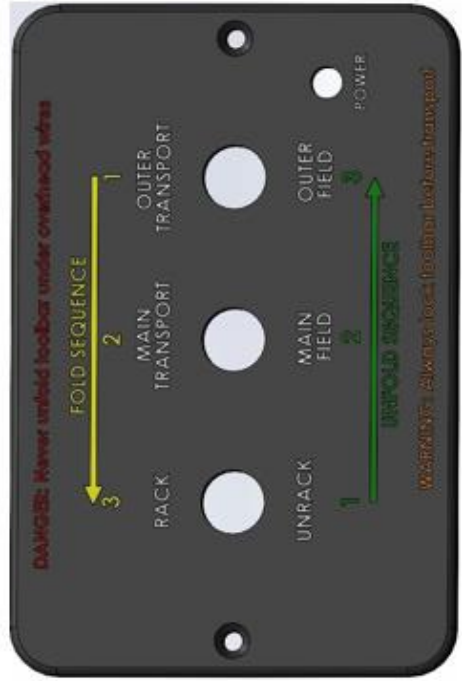 DANGER: Never unfold toolbar under overhead wires
FOLD SEQUENCE
3 2 1
RACK
MAIN
TRANSPORT
OUTER
TRANSPORT
UNRACK
MAIN
FIELD
OUTER
FIELD
POWER
1 2 3
UNFOLD SEQUENCE
WARNING: Always lock toolbar before transport